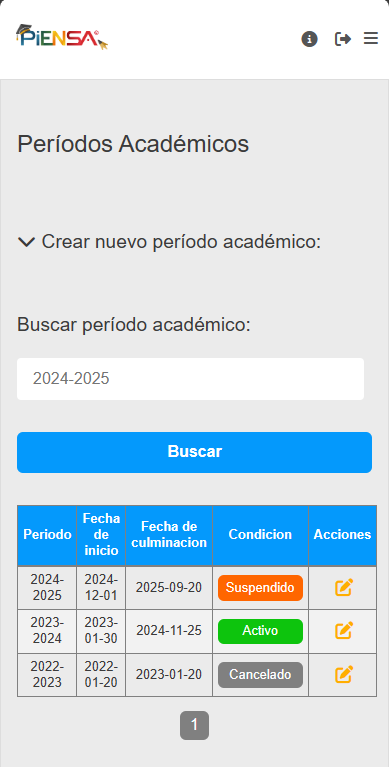 PiENSA
Períodos Académicos
Crear nuevo período académico:
Buscar período académico:
2024-2025
Buscar
Periodo Fecha de inicio Fecha de culminacion Condicion Acciones
2024-2025 2024-12-01 2025-09-20 Suspendido
2023-2024 2023-01-30 2024-11-25 Activo
2022-2023 2022-01-20 2023-01-20 Cancelado
1